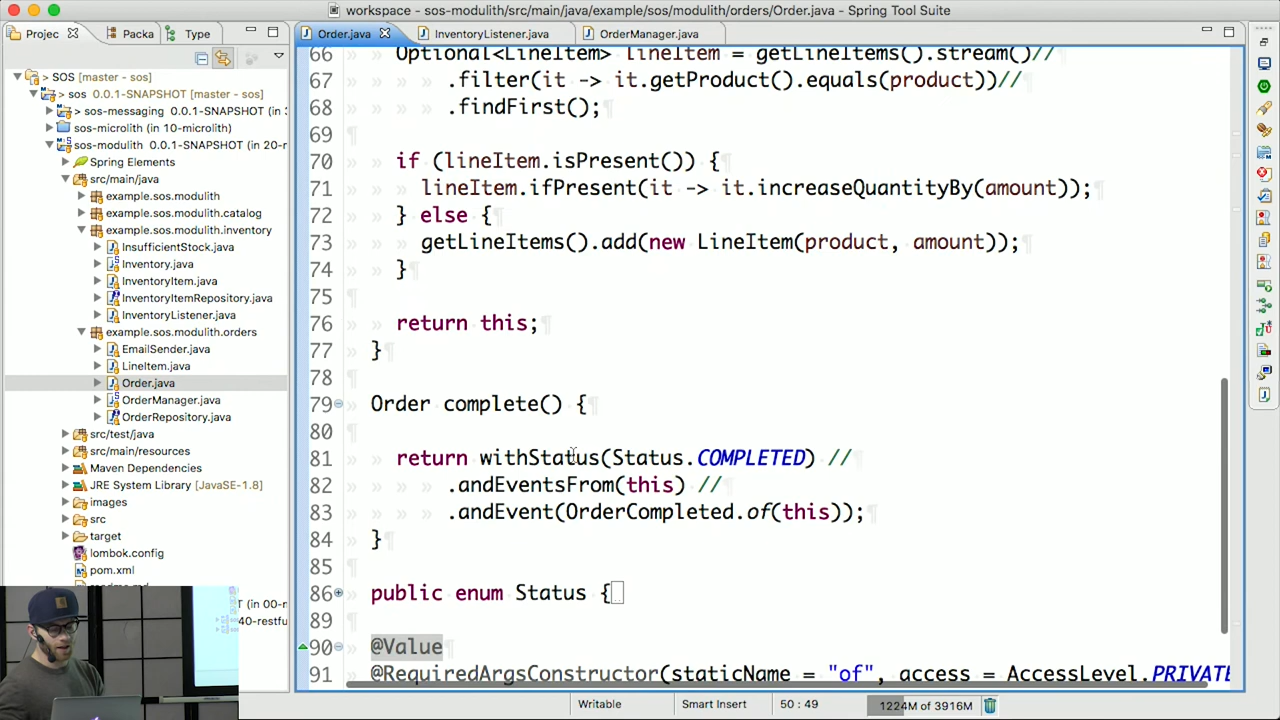 workspace - sos-modulith/src/main/java/example/sos/modulith/orders/Order.java - Spring Tool Suite
Projec Packa Type
Order.java InventoryListener.java OrderManager.java
> SOS [master - sos]
> sos 0.0.1-SNAPSHOT [master - sos]
> sos-messaging 0.0.1-SNAPSHOT (in
sos-microlith (in 10-monolith)
sos-modulith 0.0.1-SNAPSHOT (in 20-m
Spring Elements
src/main/java
example.sos.modulith
example.sos.modulith.catalog
example.sos.modulith.inventory
InsufficientStock.java
Inventory.java
InventoryItem.java
InventoryItemRepository.java
InventoryListener.java
example.sos.modulith.orders
EmailSender.java
LineItem.java
Order.java
OrderManager.java
OrderRepository.java
src/test/java
src/main/resources
Maven Dependencies
JRE System Library [JavaSE-1.8]
images
src
target
lombok.config
pom.xml
T (in 00-m
40-restfu
66 Optional<LineItem> lineItem = getLineItems().stream()//
67 .filter(it -> it.getProduct().equals(product))//
68 .findFirst();
69
70 if (lineItem.isPresent()) {
71 lineItem.ifPresent(it -> it.increaseQuantityBy(amount));
72 } else {
73 getLineItems().add(new LineItem(product, amount));
74 }
75
76 return this;
77 }
78
79 Order complete() {
80
81 return withStatus(Status.COMPLETED) //
82 .andEventsFrom(this) //
83 .andEvent(OrderCompleted.of(this));
84 }
85
86 public enum Status {
89
90 @Value
91 @RequiredArgsConstructor(staticName = "of", access = AccessLevel.PRIVATE
Writable Smart Insert 50 : 49 1224M of 3916M